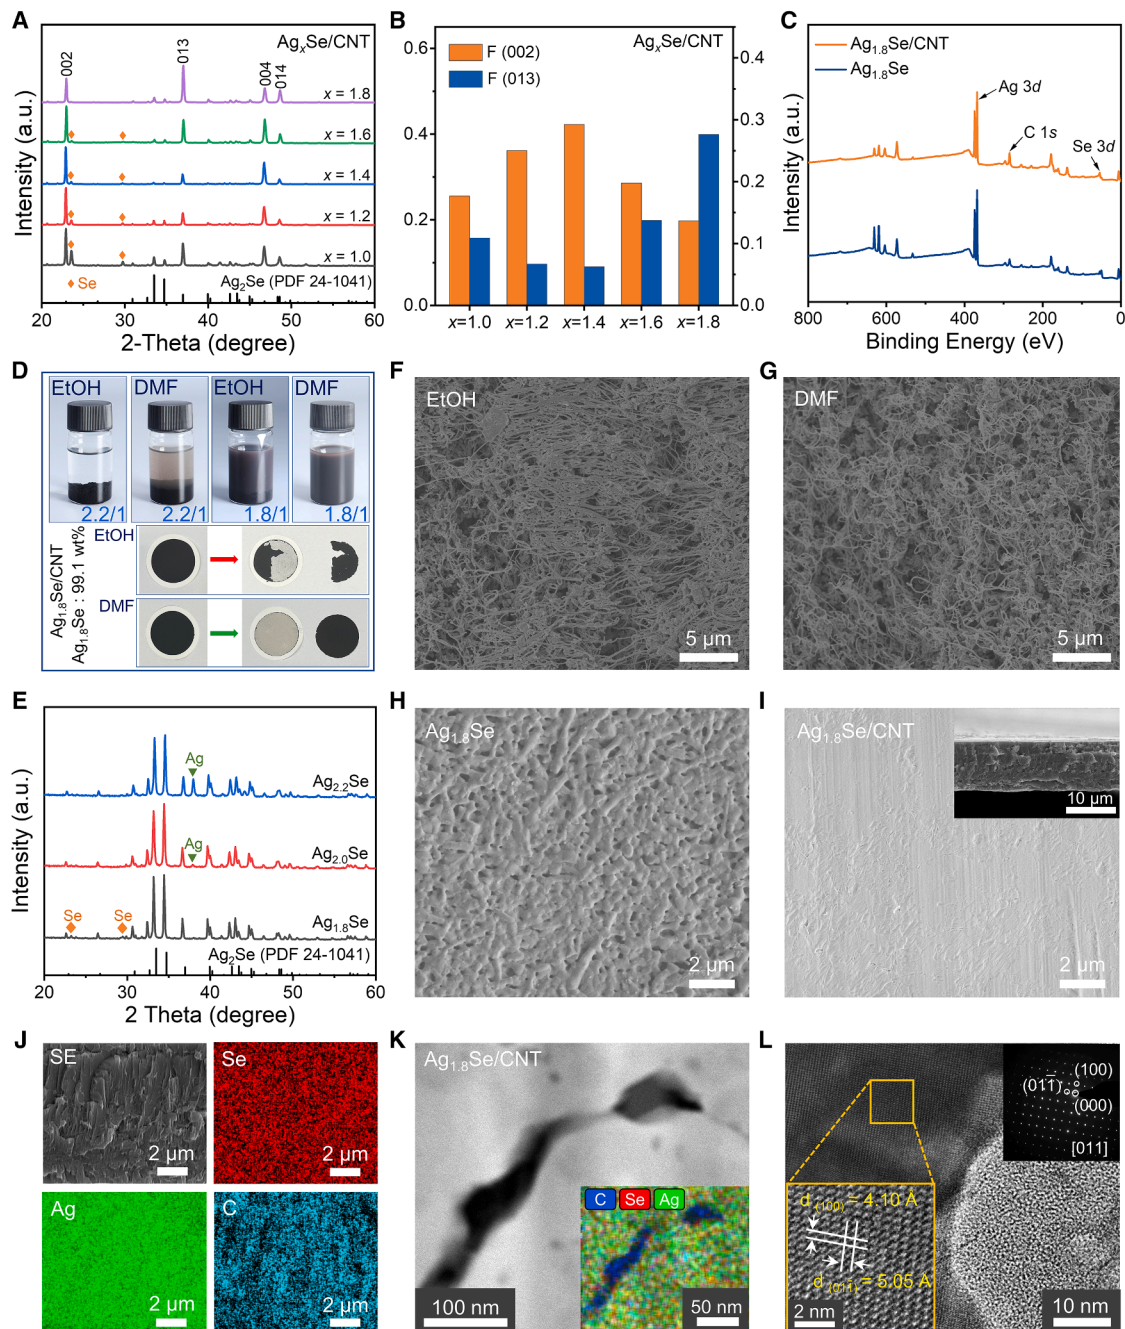 A
Intensity (a.u.)
AgₓSe/CNT
002
013
004
014
x = 1.8
x = 1.6
x = 1.4
x = 1.2
x = 1.0
Se
Ag₂Se (PDF 24-1041)
20 30 40 50 60
2-Theta (degree)
B
AgₓSe/CNT
F (002)
F (013)
0.6
0.4
0.2
0.0
0.4
0.3
0.2
0.1
0.0
x=1.0 x=1.2 x=1.4 x=1.6 x=1.8
C
Intensity (a.u.)
Ag₁.₈Se/CNT
Ag₁.₈Se
Ag 3d
C 1s
Se 3d
800 600 400 200 0
Binding Energy (eV)
D
EtOH DMF EtOH DMF
2.2/1 2.2/1 1.8/1 1.8/1
Ag₁.₈Se/CNT
Ag₁.₈Se : 99.1 wt%
EtOH
DMF
E
Intensity (a.u.)
Ag
Ag₂.₂Se
Ag
Ag₂.₀Se
Se Se
Ag₁.₈Se
Ag₂Se (PDF 24-1041)
20 30 40 50 60
2 Theta (degree)
F
EtOH
5 μm
G
DMF
5 μm
H
Ag₁.₈Se
2 μm
I
Ag₁.₈Se/CNT
10 μm
2 μm
J
SE
2 μm
Se
2 μm
Ag
2 μm
C
2 μm
K
Ag₁.₈Se/CNT
C Se Ag
100 nm
50 nm
L
(100)
(011̄)
(000)
[011]
d (100) = 4.10 Å
d (011̄) = 5.05 Å
2 nm
10 nm